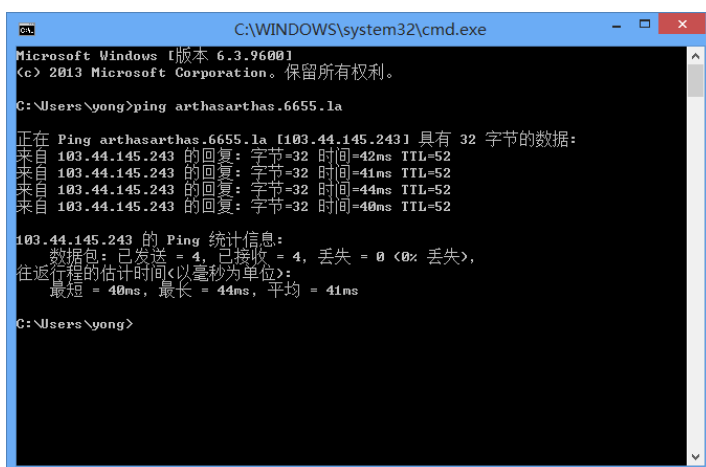 C:\WINDOWS\system32\cmd.exe
Microsoft Windows [版本 6.3.9600]
(c) 2013 Microsoft Corporation。保留所有权利。
C:\Users\yong>ping arthasarthas.6655.la
正在 Ping arthasarthas.6655.la [103.44.145.243] 具有 32 字节的数据:
来自 103.44.145.243 的回复: 字节=32 时间=42ms TTL=52
来自 103.44.145.243 的回复: 字节=32 时间=41ms TTL=52
来自 103.44.145.243 的回复: 字节=32 时间=44ms TTL=52
来自 103.44.145.243 的回复: 字节=32 时间=40ms TTL=52
103.44.145.243 的 Ping 统计信息:
数据包: 已发送 = 4, 已接收 = 4, 丢失 = 0 (0% 丢失),
往返行程的估计时间(以毫秒为单位):
最短 = 40ms, 最长 = 44ms, 平均 = 41ms
C:\Users\yong>